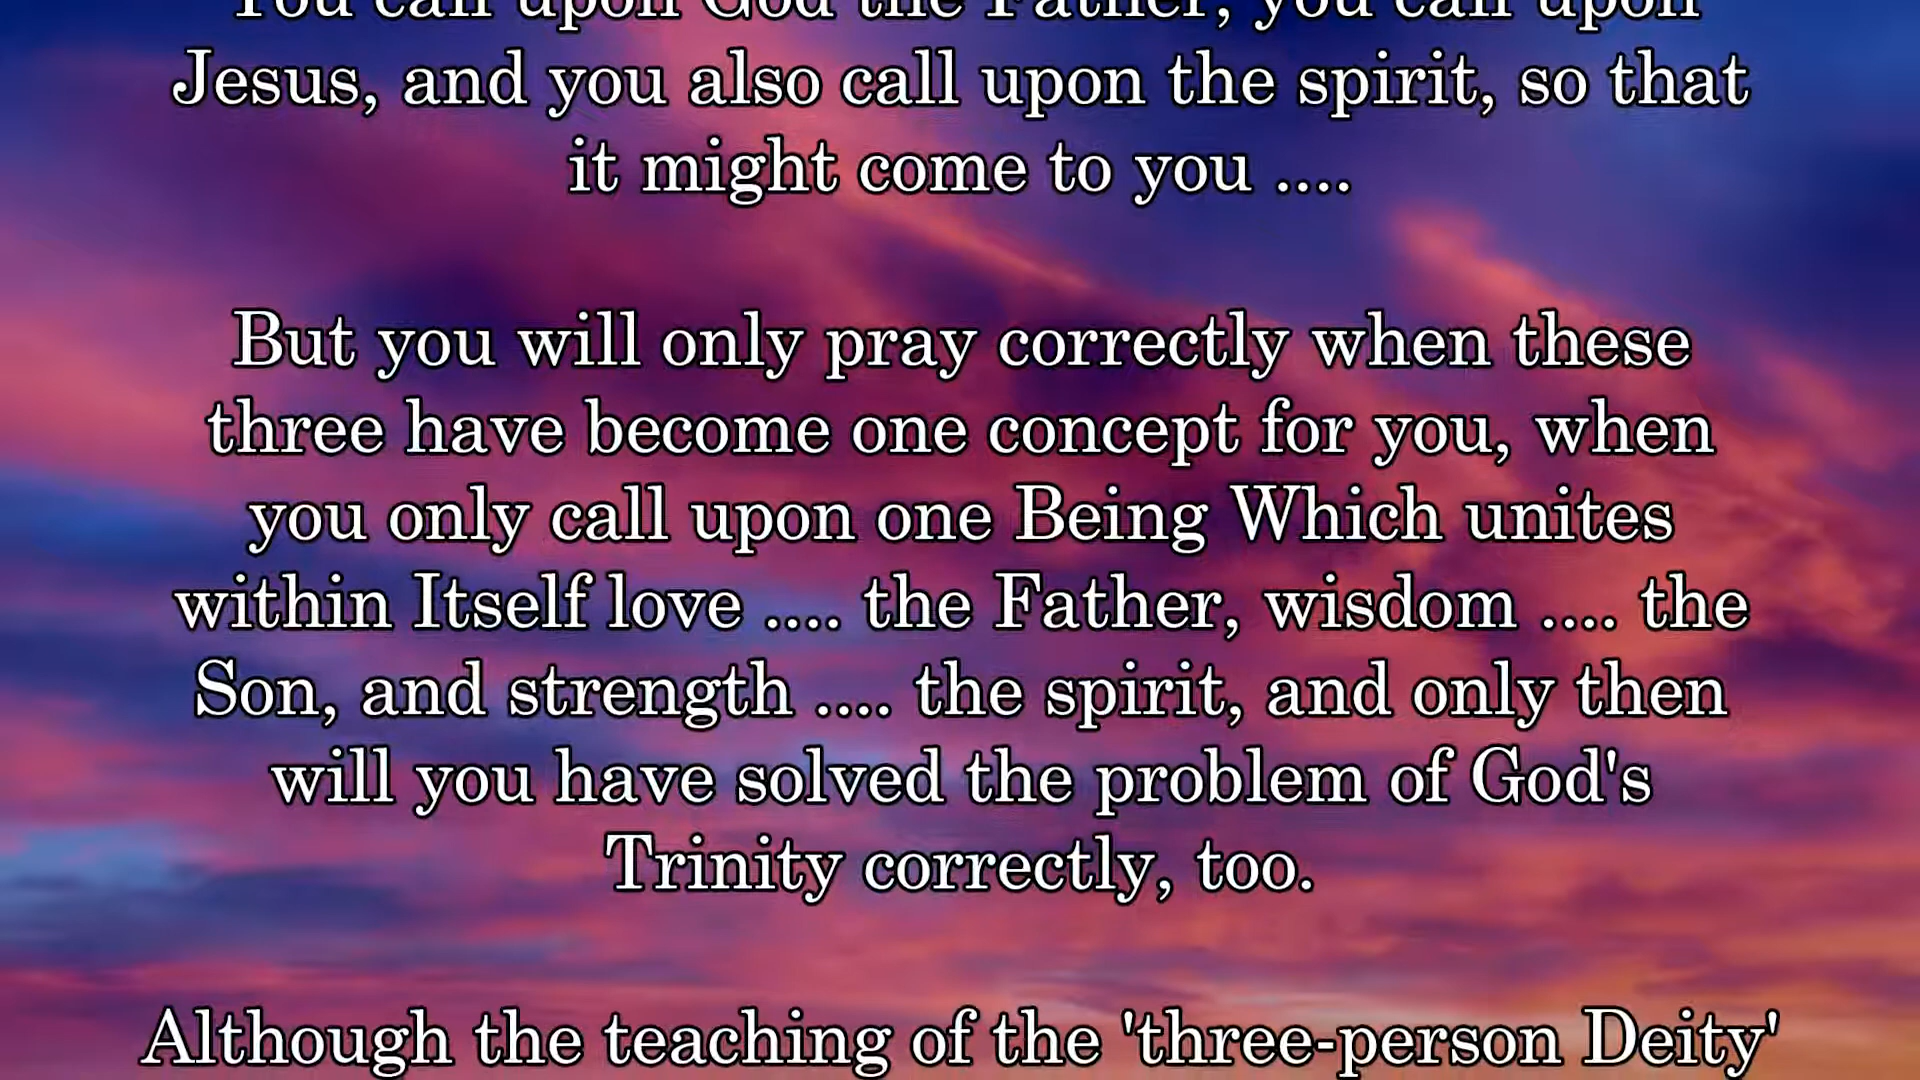 You call upon God the Father, you call upon
Jesus, and you also call upon the spirit, so that
it might come to you ....
But you will only pray correctly when these
three have become one concept for you, when
you only call upon one Being Which unites
within Itself love .... the Father, wisdom .... the
Son, and strength .... the spirit, and only then
will you have solved the problem of God's
Trinity correctly, too.
Although the teaching of the 'three-person Deity'